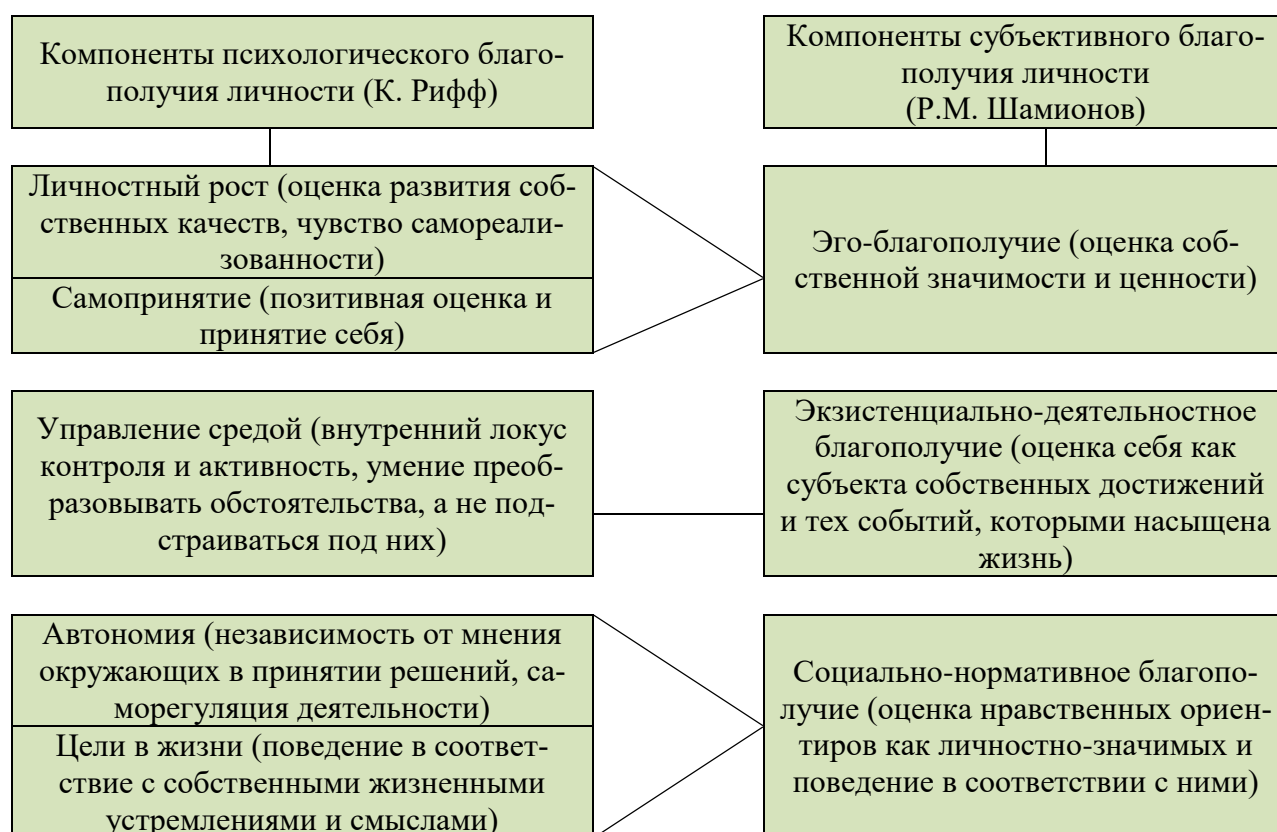 Компоненты психологического благо-
получия личности (К. Рифф)
Компоненты субъективного благо-
получия личности
(Р.М. Шамионов)
Личностный рост (оценка развития соб-
ственных качеств, чувство самореали-
зованности)
Самопринятие (позитивная оценка и
принятие себя)
Эго-благополучие (оценка соб-
ственной значимости и ценности)
Управление средой (внутренний локус
контроля и активность, умение преоб-
разовывать обстоятельства, а не под-
страиваться под них)
Экзистенциально-деятельностное
благополучие (оценка себя как
субъекта собственных достижений
и тех событий, которыми насыщена
жизнь)
Автономия (независимость от мнения
окружающих в принятии решений, са-
морегуляция деятельности)
Цели в жизни (поведение в соответ-
ствие с собственными жизненными
устремлениями и смыслами)
Социально-нормативное благопо-
лучие (оценка нравственных ориен-
тиров как личностно-значимых и
поведение в соответствии с ними)